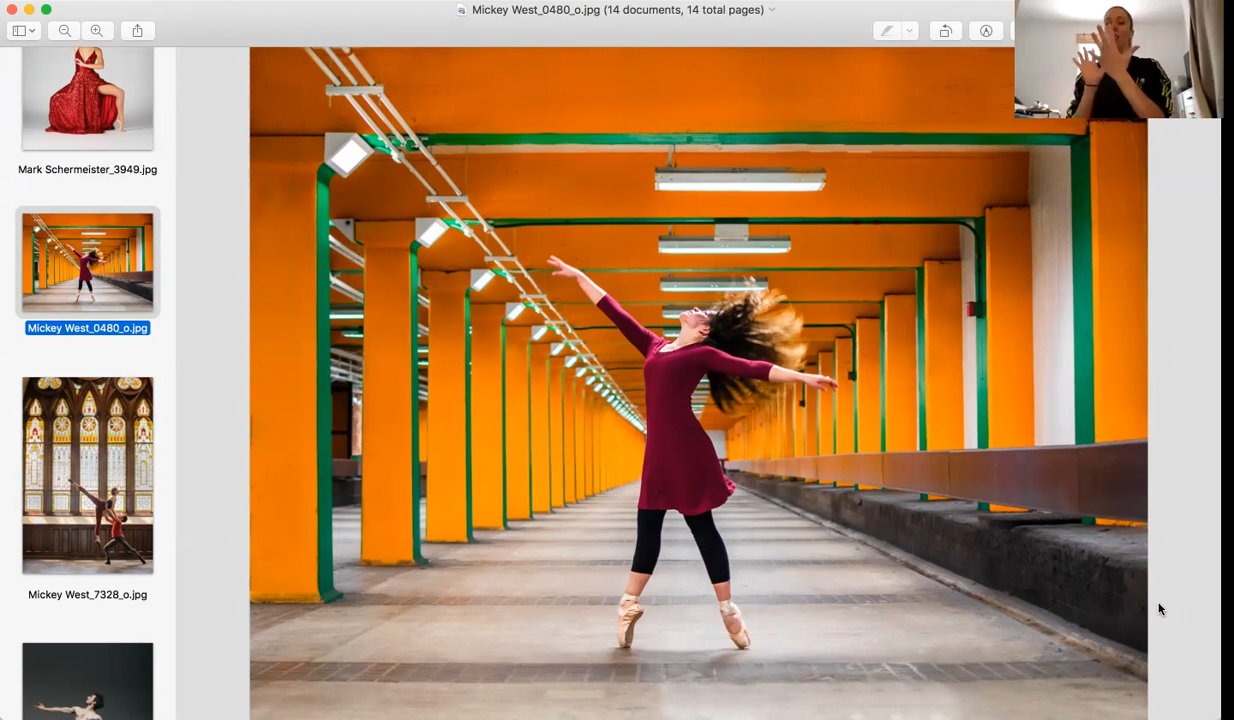 Mickey West_0480_o.jpg (14 documents, 14 total pages)
Mark Schermeister_3949.jpg
Mickey West_0480_o.jpg
Mickey West_7328_o.jpg